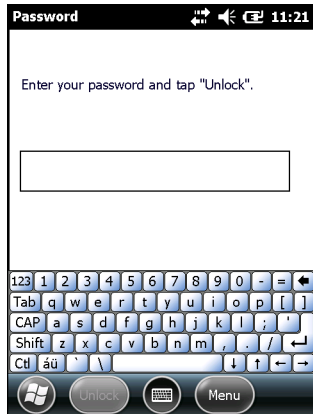 Password 11:21
Enter your password and tap "Unlock".
123 1 2 3 4 5 6 7 8 9 0 - = ←
Tab q w e r t y u i o p [ ]
CAP a s d f g h j k l ; '
Shift z x c v b n m , . / ↵
Ctl áü ` \ ↓ ↑ ← →
Unlock Menu